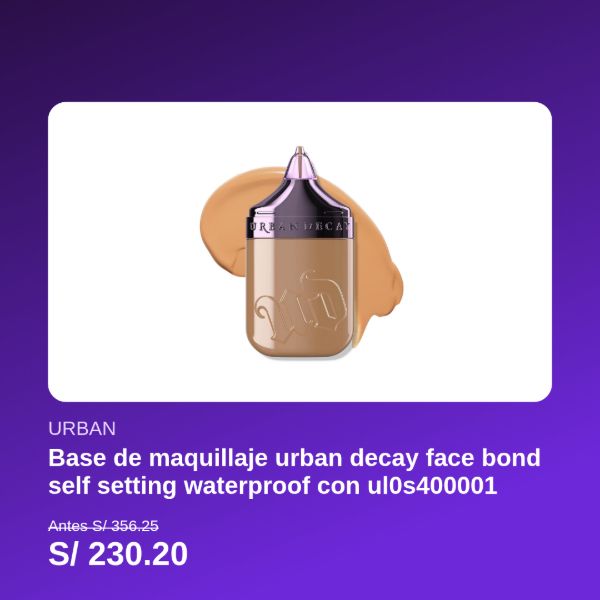 URBAN DECAY
UD
URBAN
Base de maquillaje urban decay face bond
self setting waterproof con ul0s400001
Antes S/ 356.25
S/ 230.20